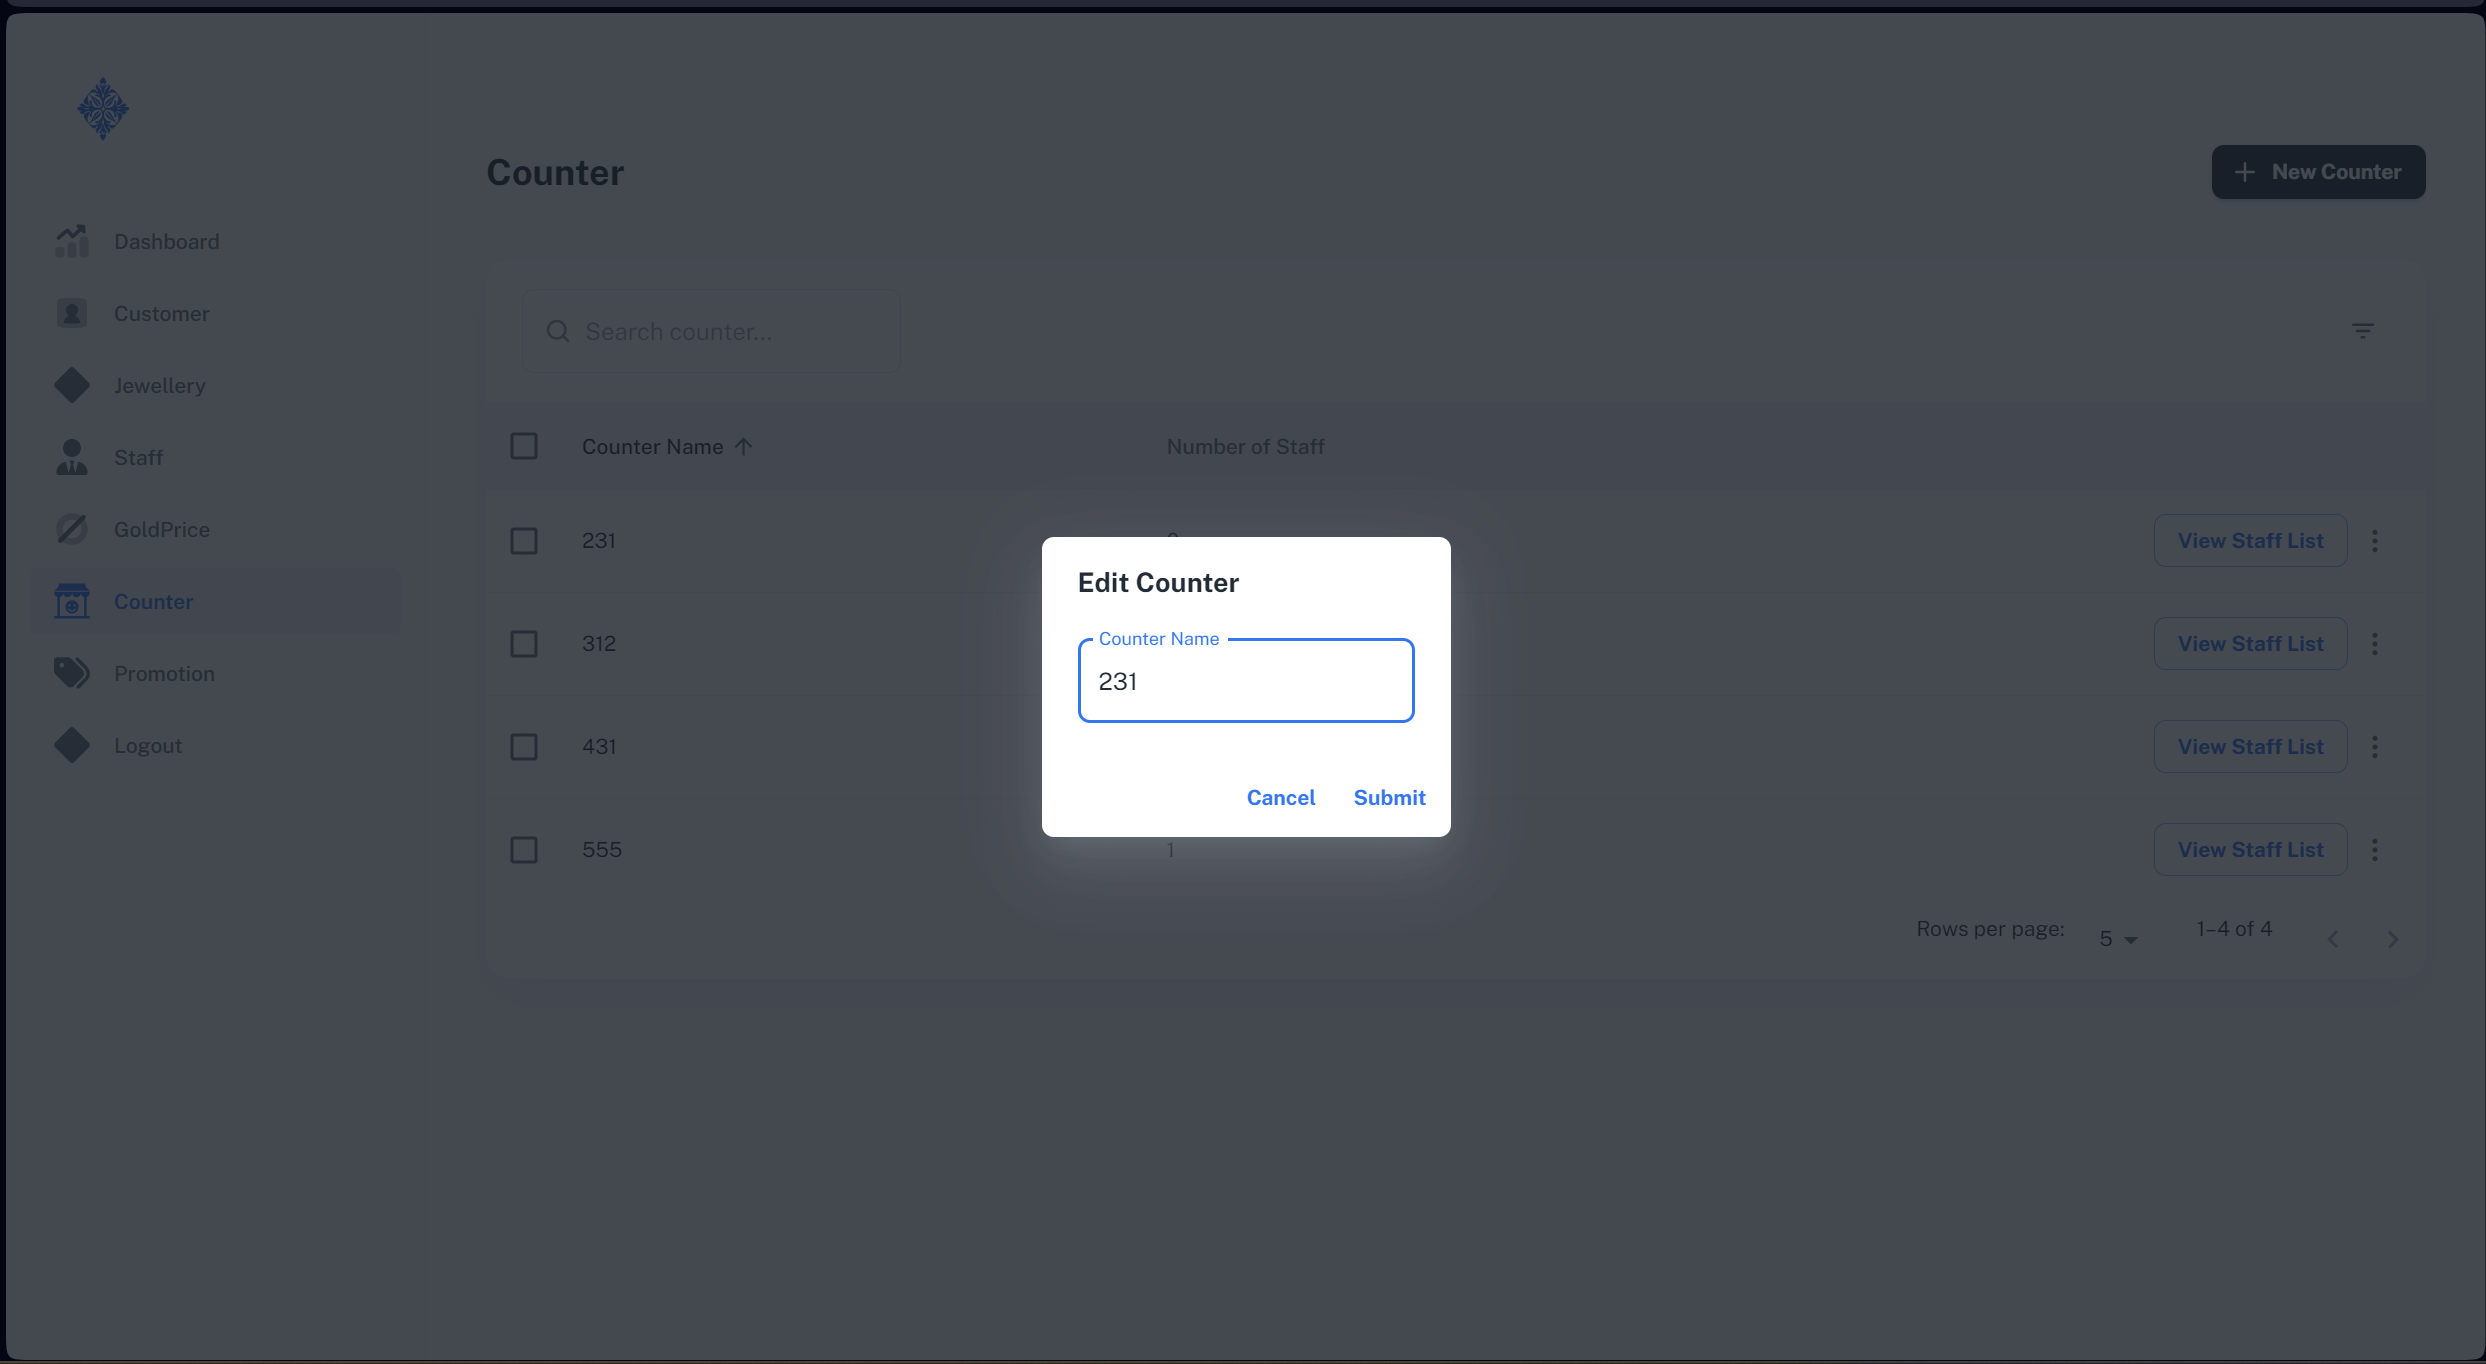 Counter
New Counter
Dashboard
Customer
Jewellery
Staff
GoldPrice
Counter
Promotion
Logout
Search counter...
Counter Name
Number of Staff
231
View Staff List
312
View Staff List
431
View Staff List
555
1
View Staff List
Rows per page:
5
1–4 of 4
Edit Counter
Counter Name
231
Cancel
Submit